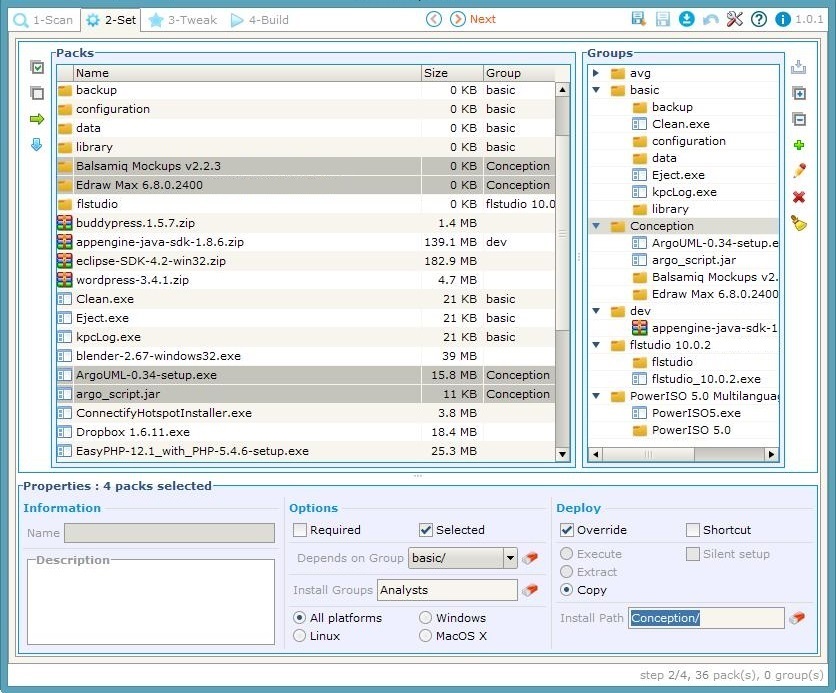 1-Scan 2-Set 3-Tweak 4-Build Next 1.0.1
Packs
Name Size Group
backup 0 KB basic
configuration 0 KB basic
data 0 KB basic
library 0 KB basic
Balsamiq Mockups v2.2.3 0 KB Conception
Edraw Max 6.8.0.2400 0 KB Conception
flstudio 0 KB flstudio 10.0
buddypress.1.5.7.zip 1.4 MB
appengine-java-sdk-1.8.6.zip 139.1 MB dev
eclipse-SDK-4.2-win32.zip 182.9 MB
wordpress-3.4.1.zip 4.7 MB
Clean.exe 21 KB basic
Eject.exe 21 KB basic
kpcLog.exe 21 KB basic
blender-2.67-windows32.exe 39 MB
ArgoUML-0.34-setup.exe 15.8 MB Conception
argo_script.jar 11 KB Conception
ConnectifyHotspotInstaller.exe 3.8 MB
Dropbox 1.6.11.exe 18.4 MB
EasyPHP-12.1_with_PHP-5.4.6-setup.exe 25.3 MB
Groups
avg
basic
backup
Clean.exe
configuration
data
Eject.exe
kpcLog.exe
library
Conception
ArgoUML-0.34-setup.e
argo_script.jar
Balsamiq Mockups v2.
Edraw Max 6.8.0.2400
dev
appengine-java-sdk-1
flstudio 10.0.2
flstudio
flstudio_10.0.2.exe
PowerISO 5.0 Multilangua
PowerISO5.exe
PowerISO 5.0
Properties : 4 packs selected
Information
Name
Description
Options
Required Selected
Depends on Group basic/
Install Groups Analysts
All platforms Windows
Linux MacOS X
Deploy
Override Shortcut
Execute Silent setup
Extract
Copy
Install Path Conception/
step 2/4, 36 pack(s), 0 group(s)